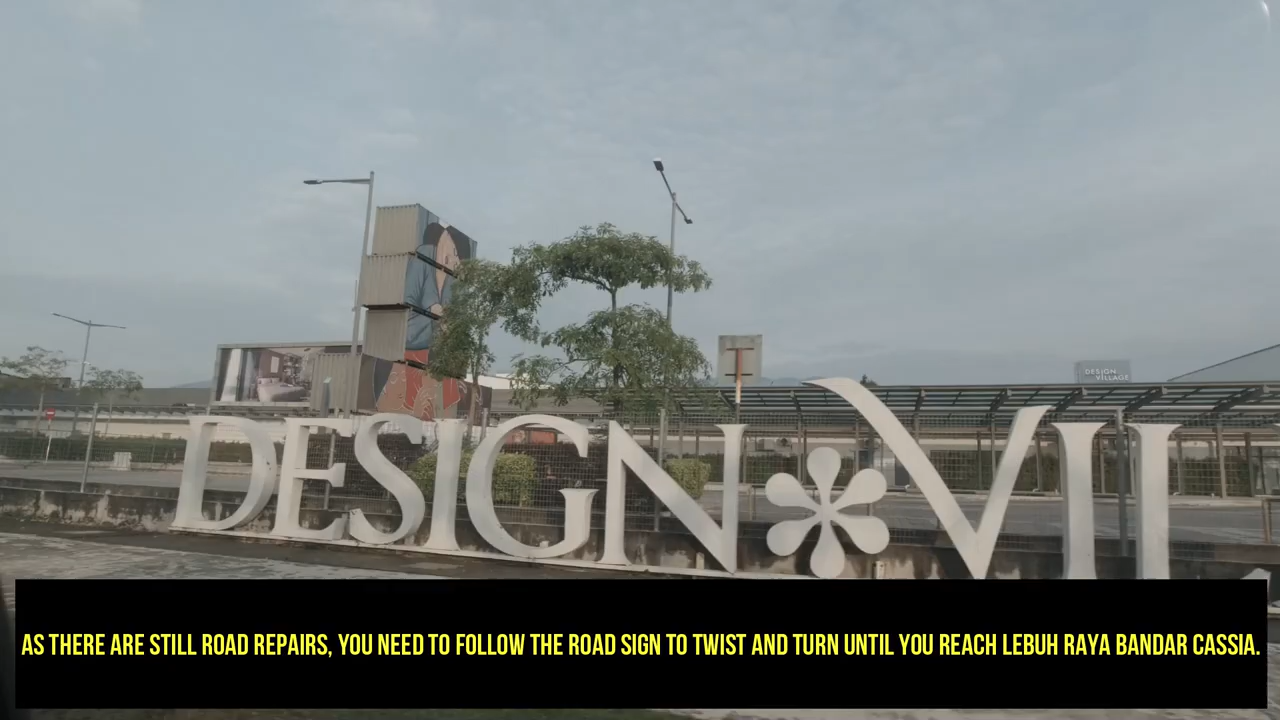 DESIGN
VILLAGE
DESIGN VIL
AS THERE ARE STILL ROAD REPAIRS, YOU NEED TO FOLLOW THE ROAD SIGN TO TWIST AND TURN UNTIL YOU REACH LEBUH RAYA BANDAR CASSIA.